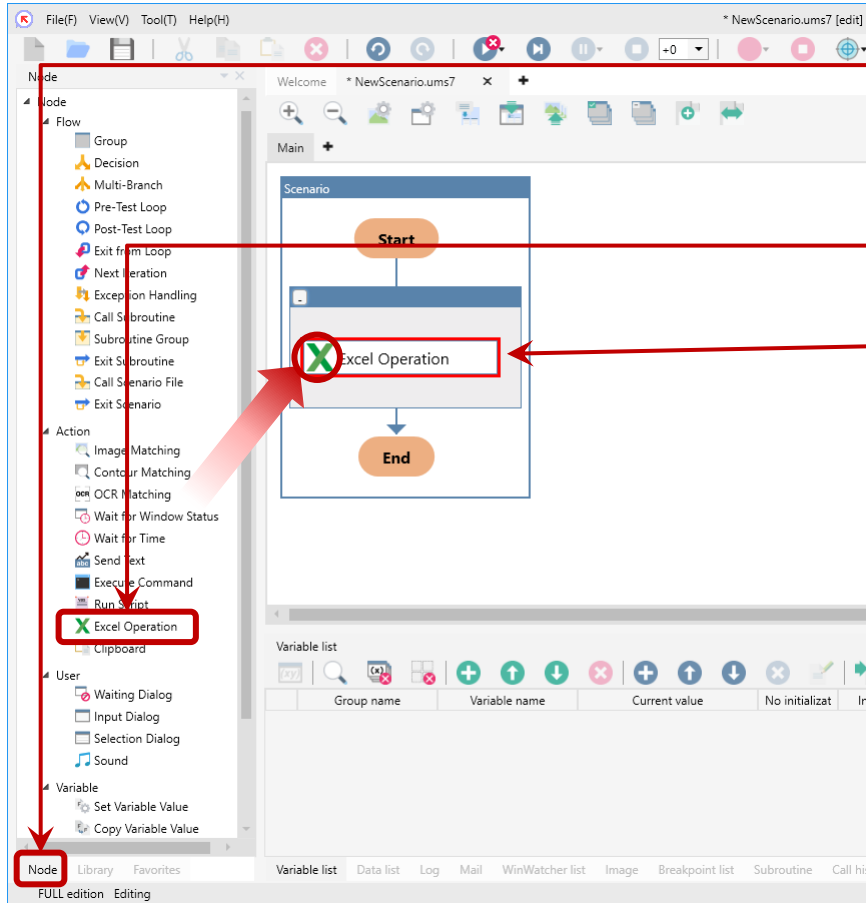 File(F) View(V) Tool(T) Help(H) * NewScenario.ums7 [edit]
+0
Node
Welcome * NewScenario.ums7
Node
Flow
Group
Decision
Multi-Branch
Pre-Test Loop
Post-Test Loop
Exit from Loop
Next Iteration
Exception Handling
Call Subroutine
Subroutine Group
Exit Subroutine
Call Scenario File
Exit Scenario
Action
Image Matching
Contour Matching
OCR Matching
Wait for Window Status
Wait for Time
Send Text
Execute Command
Run Script
Excel Operation
Clipboard
User
Waiting Dialog
Input Dialog
Selection Dialog
Sound
Variable
Set Variable Value
Copy Variable Value
Node Library Favorites
Main
Scenario
Start
Excel Operation
End
Variable list
Group name Variable name Current value No initializat
Variable list Data list Log Mail WinWatcher list Image Breakpoint list Subroutine Call his
FULL edition Editing